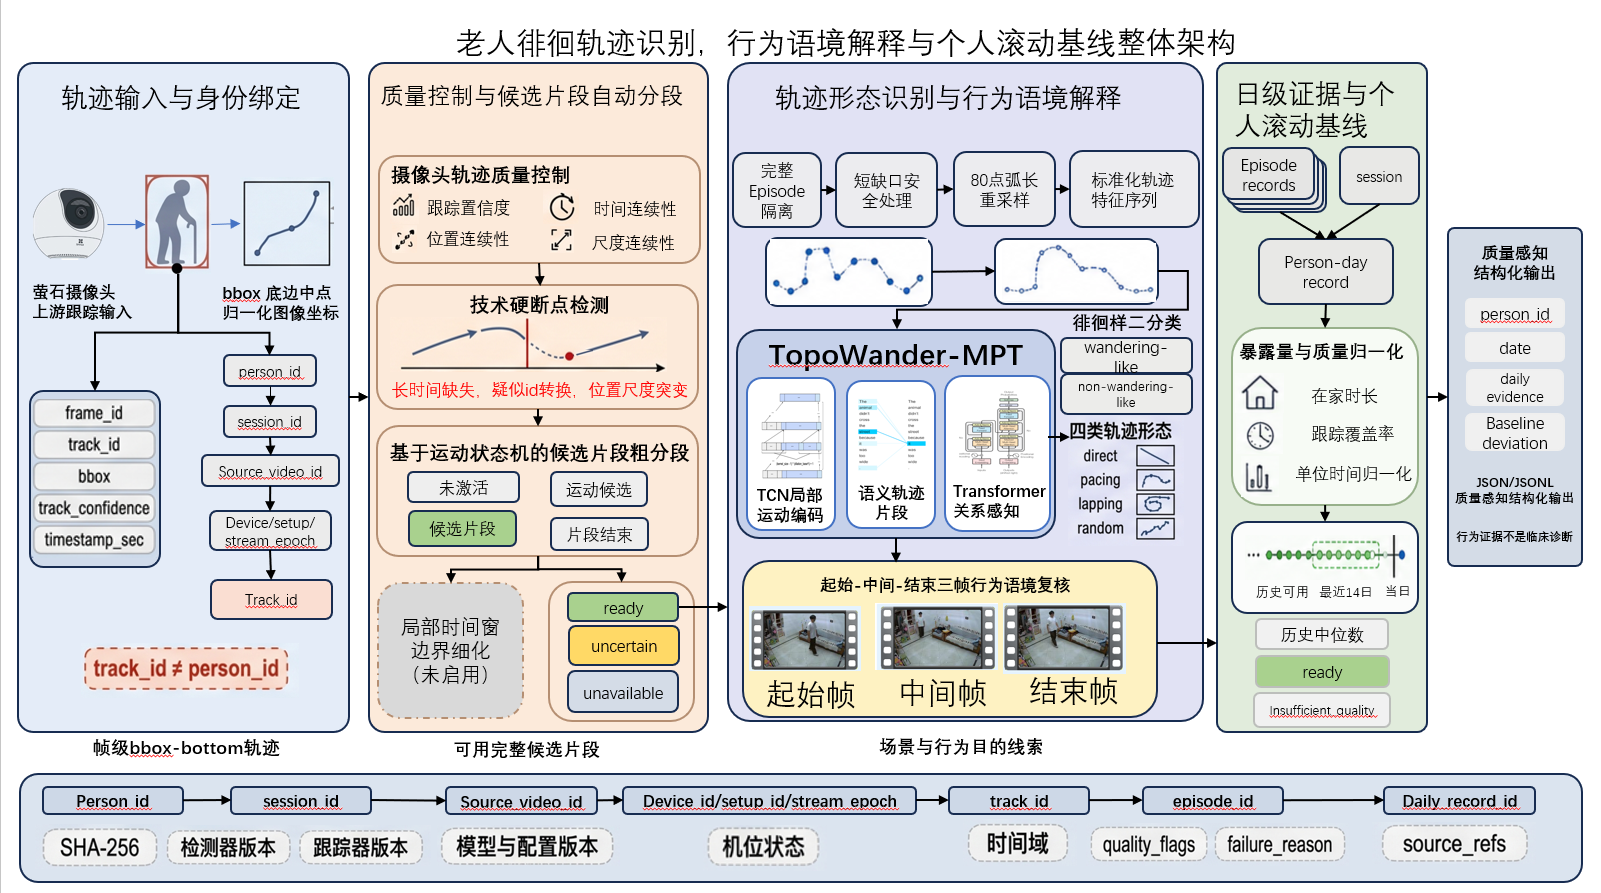 老人徘徊轨迹识别，行为语境解释与个人滚动基线整体架构
轨迹输入与身份绑定
萤石摄像头
上游跟踪输入
bbox 底边中点
归一化图像坐标
frame_id
track_id
bbox
track_confidence
timestamp_sec
person_id
session_id
Source_video_id
Device/setup/
stream_epoch
Track_id
track_id ≠ person_id
帧级bbox-bottom轨迹
质量控制与候选片段自动分段
摄像头轨迹质量控制
跟踪置信度
时间连续性
位置连续性
尺度连续性
技术硬断点检测
长时间缺失，疑似id转换，位置尺度突变
基于运动状态机的候选片段粗分段
未激活
运动候选
候选片段
片段结束
局部时间窗
边界细化
（未启用）
ready
uncertain
unavailable
可用完整候选片段
轨迹形态识别与行为语境解释
完整
Episode
隔离
短缺口安
全处理
80点弧长
重采样
标准化轨迹
特征序列
TopoWander-MPT
TCN局部
运动编码
语义轨迹
片段
Transformer
关系感知
徘徊样二分类
wandering-
like
non-wandering-
like
四类轨迹形态
direct
pacing
lapping
random
起始-中间-结束三帧行为语境复核
起始帧
中间帧
结束帧
场景与行为目的线索
日级证据与个
人滚动基线
Episode
records
session
Person-day
record
暴露量与质量归一化
在家时长
跟踪覆盖率
单位时间归一化
历史可用
最近14日
当日
历史中位数
ready
Insufficient_quality
质量感知
结构化输出
person_id
date
daily
evidence
Baseline
deviation
JSON/JSONL
质量感知结构化输出
行为证据不是临床诊断
Person_id
session_id
Source_video_id
Device_id/setup_id/stream_epoch
track_id
episode_id
Daily_record_id
SHA-256
检测器版本
跟踪器版本
模型与配置版本
机位状态
时间域
quality_flags
failure_reason
source_refs